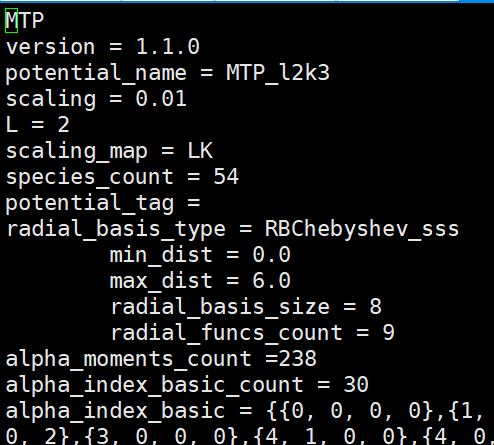 MTP
version = 1.1.0
potential_name = MTP_l2k3
scaling = 0.01
L = 2
scaling_map = LK
species_count = 54
potential_tag =
radial_basis_type = RBChebyshev_sss
        min_dist = 0.0
        max_dist = 6.0
        radial_basis_size = 8
        radial_funcs_count = 9
alpha_moments_count =238
alpha_index_basic_count = 30
alpha_index_basic = {{0, 0, 0, 0},{1,
0, 2},{3, 0, 0, 0},{4, 1, 0, 0},{4, 0,